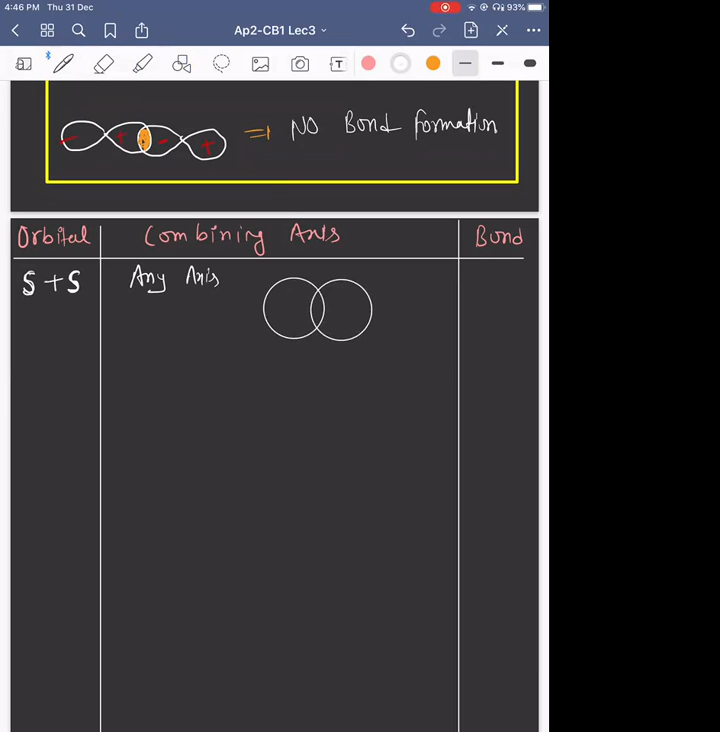 4:46 PM Thu 31 Dec 93%
Ap2-CB1 Lec3
T
- + - + ⇒ NO Bond Formation
Orbital Combining Axis Bond
S + S Any Axis